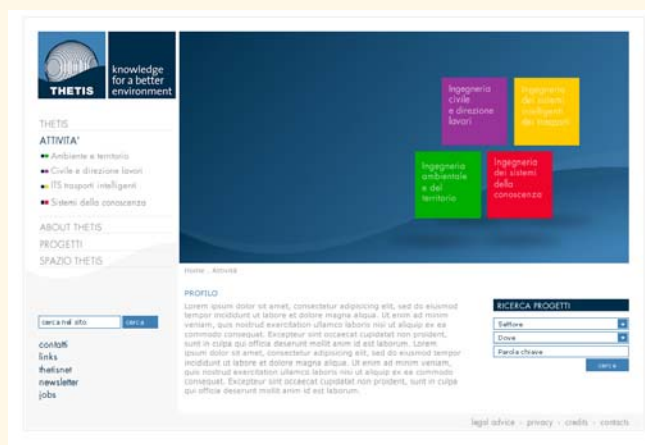 THETIS
knowledge
for a better
environment
THETIS
ATTIVITA'
Ambiente e territorio
Civile e direzione lavori
ITS trasporti intelligenti
Sistemi della conoscenza
ABOUT THETIS
PROGETTI
SPAZIO THETIS
cerca nel sito cerca
contatti
links
thetisnet
newsletter
jobs
Ingegneria
civile
e direzione
lavori
Ingegneria
dei sistemi
intelligenti
dei trasporti
Ingegneria
ambientale
e del
territorio
Ingegneria
dei sistemi
della
conoscenza
Home . Attività
PROFILO
Lorem ipsum dolor sit amet, consectetur adipisicing elit, sed do eiusmod
tempor incididunt ut labore et dolore magna aliqua. Ut enim ad minim
veniam, quis nostrud exercitation ullamco laboris nisi ut aliquip ex ea
commodo consequat. Excepteur sint occaecat cupidatat non proident,
sunt in culpa qui officia deserunt mollit anim id est laborum. Lorem
ipsum dolor sit amet, consectetur adipisicing elit, sed do eiusmod tempor
incididunt ut labore et dolore magna aliqua. Ut enim ad minim veniam,
quis nostrud exercitation ullamco laboris nisi ut aliquip ex ea commodo
consequat. Excepteur sint occaecat cupidatat non proident, sunt in culpa
qui officia deserunt mollit anim id est laborum.
RICERCA PROGETTI
Settore
Dove
Parola chiave
cerca
legal advice - privacy - credits - contacts